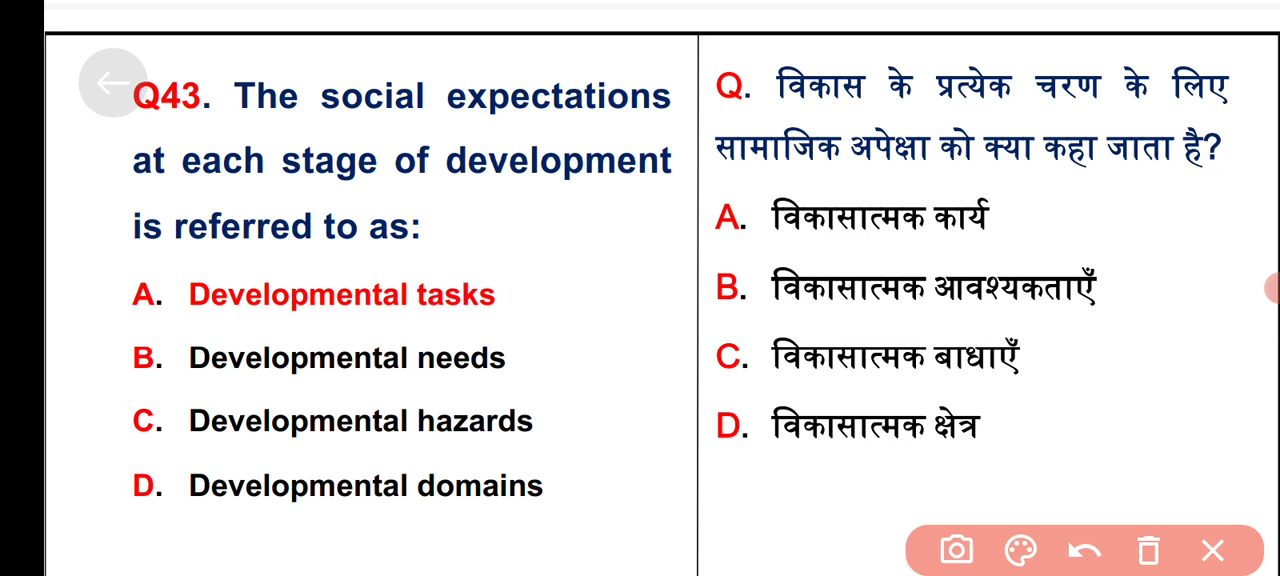 Q43. The social expectations
at each stage of development
is referred to as:
A. Developmental tasks
B. Developmental needs
C. Developmental hazards
D. Developmental domains
Q. विकास के प्रत्येक चरण के लिए
सामाजिक अपेक्षा को क्या कहा जाता है?
A. विकासात्मक कार्य
B. विकासात्मक आवश्यकताएँ
C. विकासात्मक बाधाएँ
D. विकासात्मक क्षेत्र